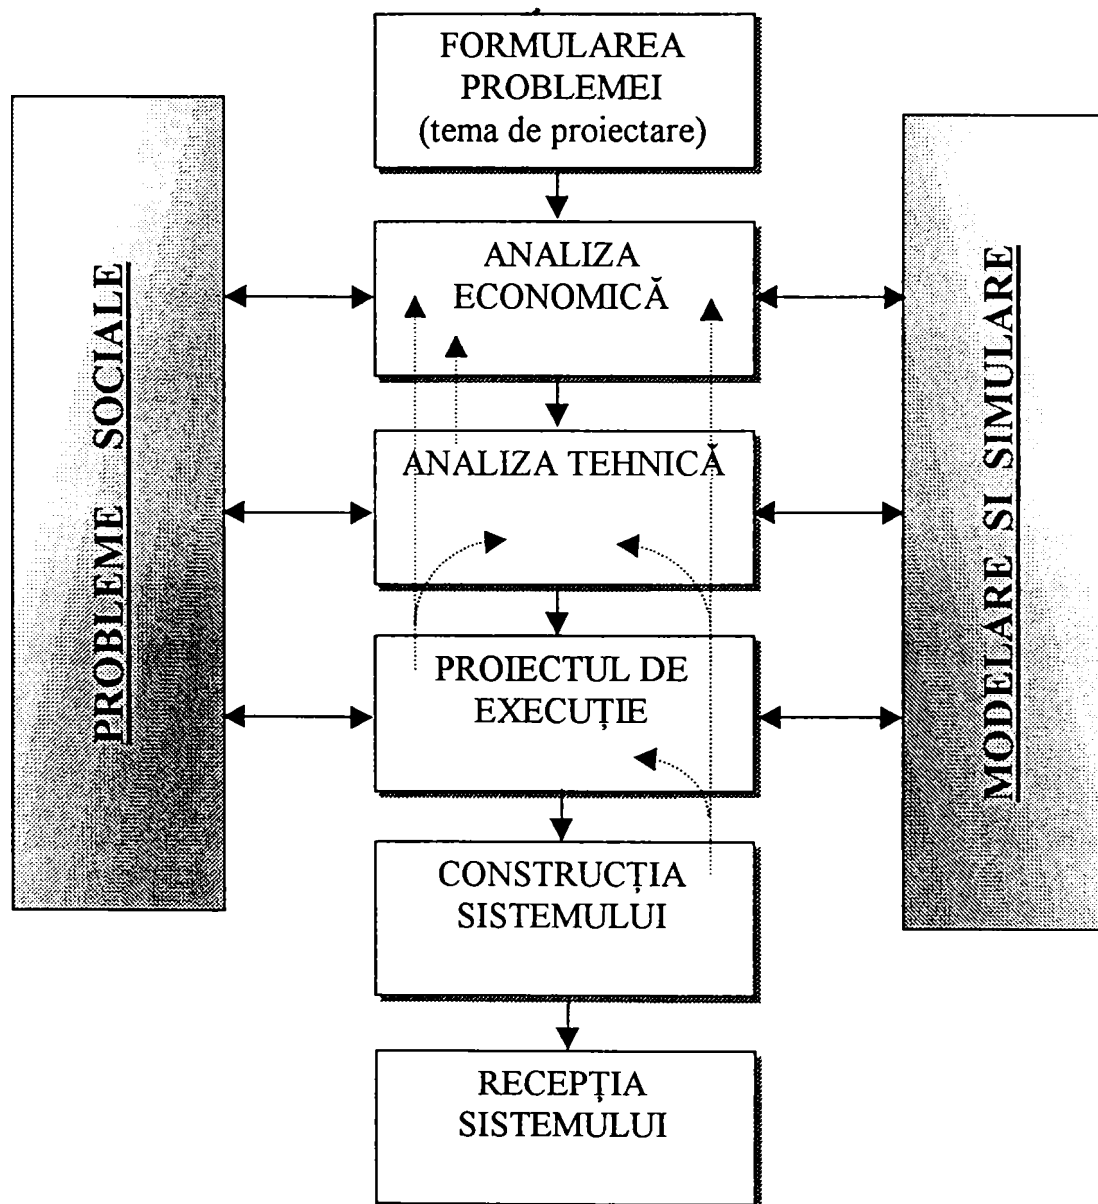 FORMULAREA
PROBLEMEI
(tema de proiectare)
ANALIZA
ECONOMICĂ
ANALIZA TEHNICĂ
PROIECTUL DE
EXECUȚIE
CONSTRUCȚIA
SISTEMULUI
RECEPȚIA
SISTEMULUI
PROBLEME SOCIALE
MODELARE SI SIMULARE